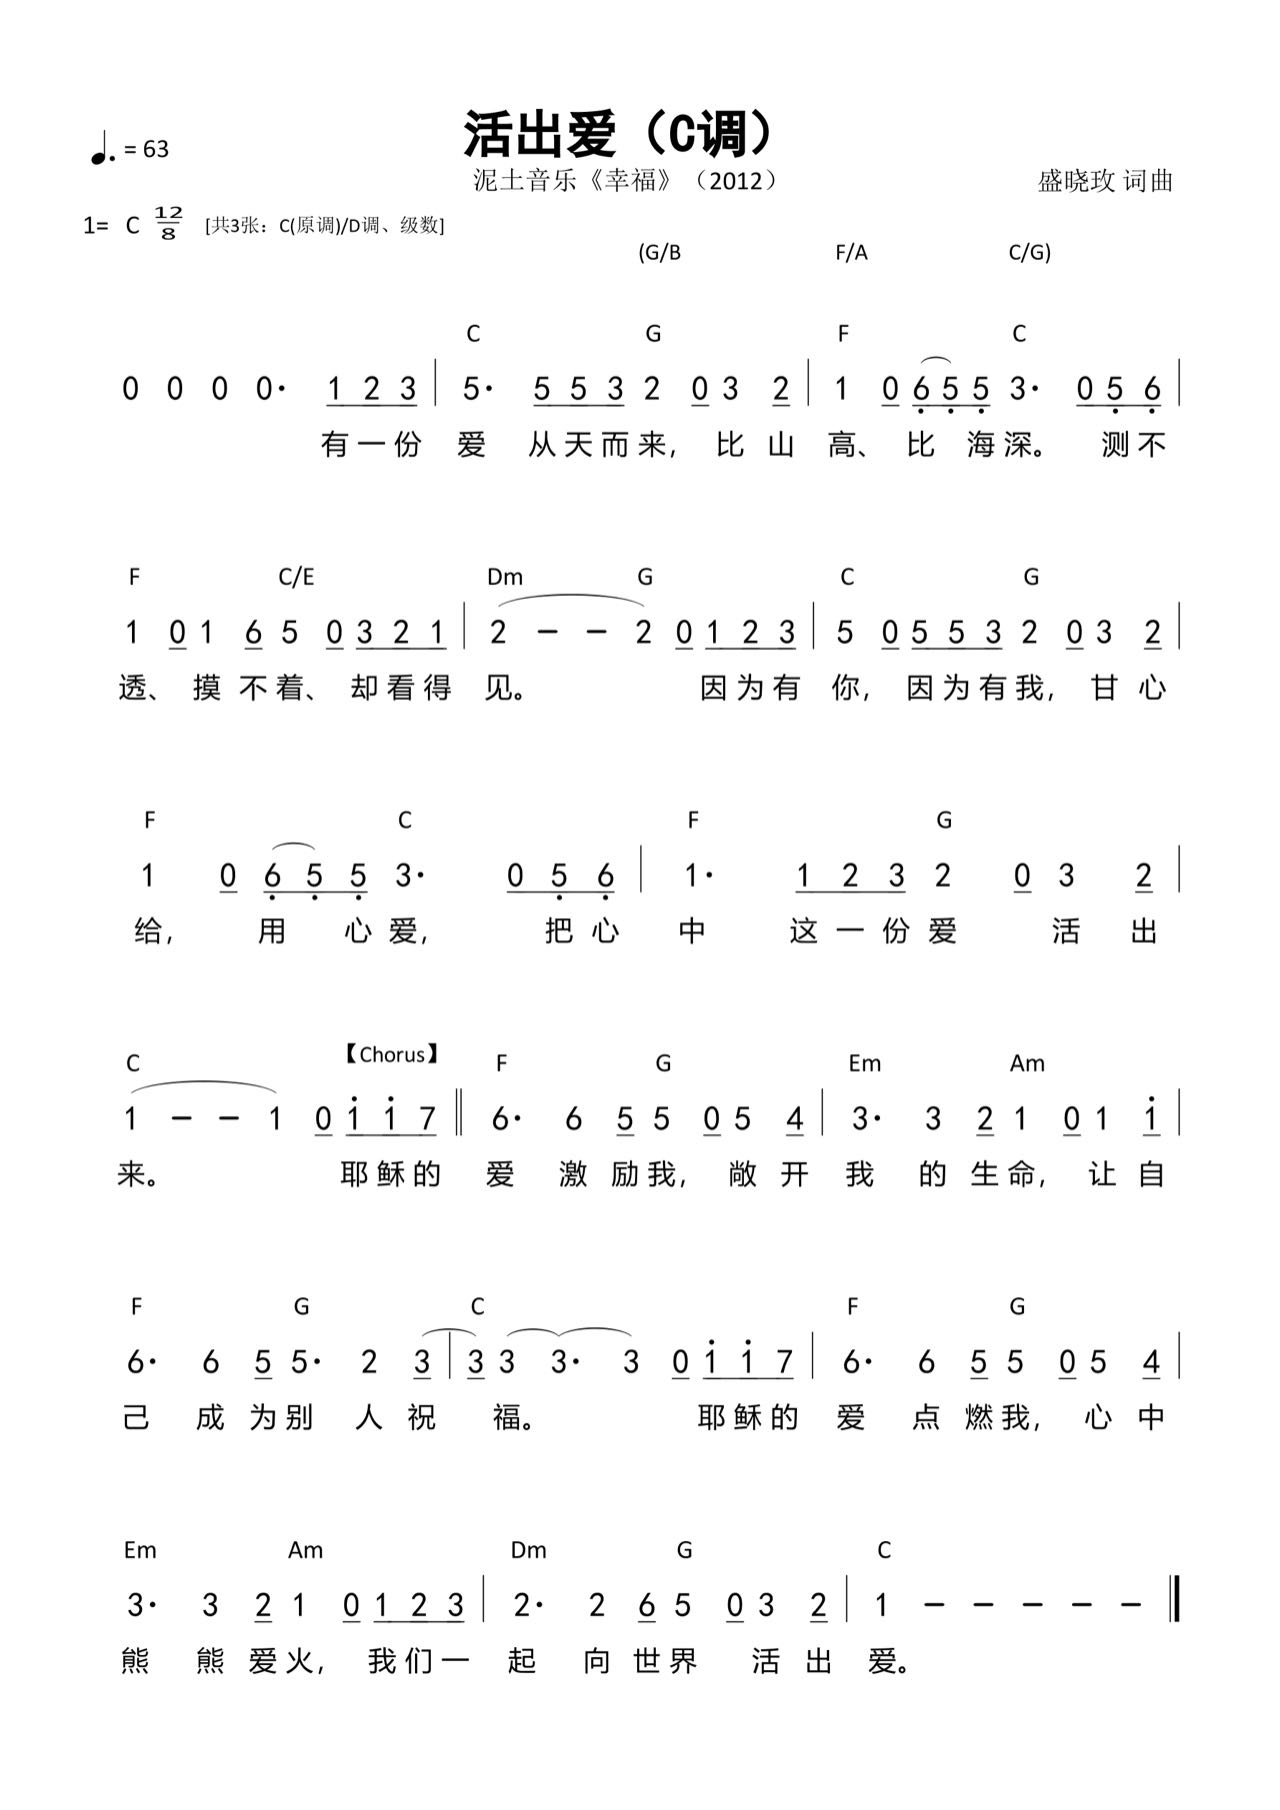 活出爱（C调）
♩. = 63
泥土音乐《幸福》（2012）
盛晓玫 词曲
1= C 12/8 [共3张：C(原调)/D调、级数]
(G/B F/A C/G)
C G F C
0 0 0 0· 1 2 3 | 5· 5 5 3 2 0 3 2 | 1 0 6̣ 5̣ 5̣ 3· 0 5̣ 6̣ |
有一份 爱 从天而来, 比 山 高、 比 海深。 测不
F C/E Dm G C G
1 0 1 6 5 0 3 2 1 | 2 – – 2 0 1 2 3 | 5 0 5 5 3 2 0 3 2 |
透、 摸 不着、 却看得 见。 因为有 你, 因为有我, 甘 心
F C F G
1 0 6̣ 5̣ 5̣ 3· 0 5̣ 6̣ | 1· 1 2 3 2 0 3 2 |
给, 用 心爱, 把心 中 这一份爱 活 出
C 【Chorus】 F G Em Am
1 – – 1 0 1̇ 1̇ 7 || 6· 6 5 5 0 5 4 | 3· 3 2 1 0 1 1̇ |
来。 耶稣的 爱 激 励我, 敞 开 我 的 生命, 让 自
F G C F G
6· 6 5 5· 2 3 | 3 3 3· 3 0 1̇ 1̇ 7 | 6· 6 5 5 0 5 4 |
己 成 为别 人 祝 福。 耶稣的 爱 点 燃我, 心 中
Em Am Dm G C
3· 3 2 1 0 1 2 3 | 2· 2 6 5 0 3 2 | 1 – – – – – ||
熊 熊 爱火, 我们一 起 向 世界 活 出 爱。